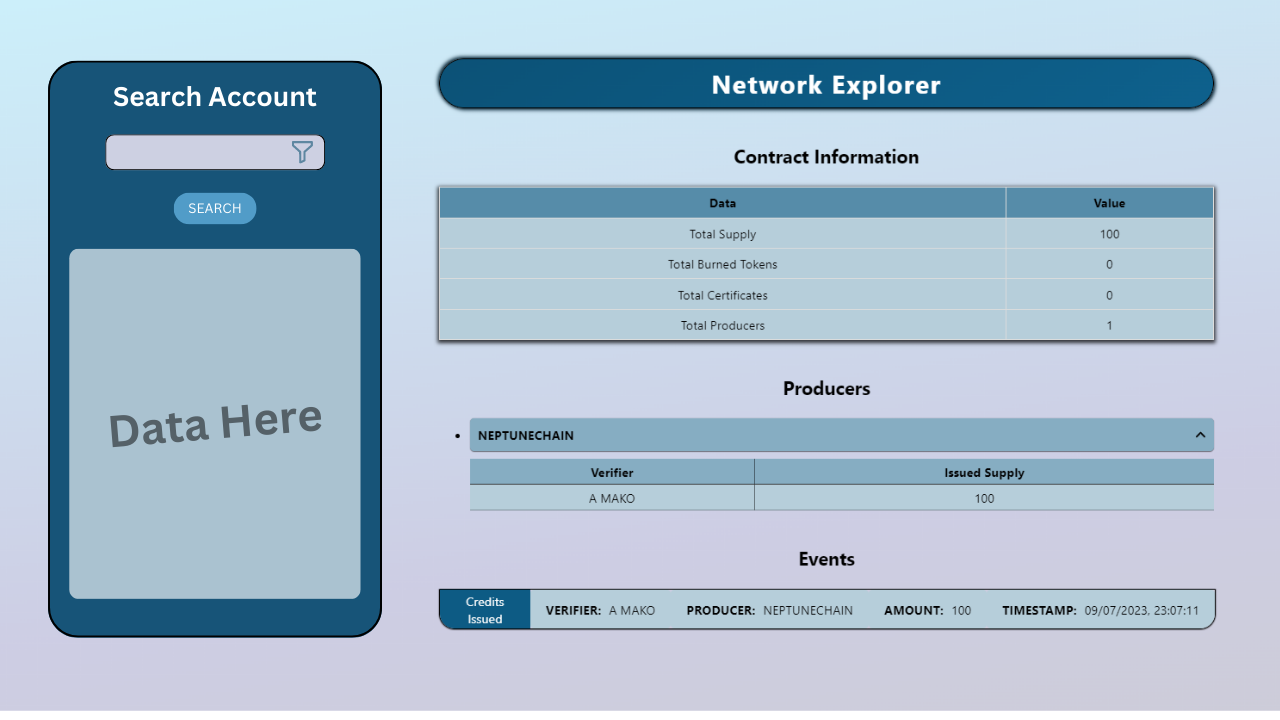 Search Account
SEARCH
Data Here
Network Explorer
Contract Information
Data Value
Total Supply 100
Total Burned Tokens 0
Total Certificates 0
Total Producers 1
Producers
• NEPTUNECHAIN
Verifier Issued Supply
A MAKO 100
Events
Credits
Issued
VERIFIER: A MAKO PRODUCER: NEPTUNECHAIN AMOUNT: 100 TIMESTAMP: 09/07/2023, 23:07:11